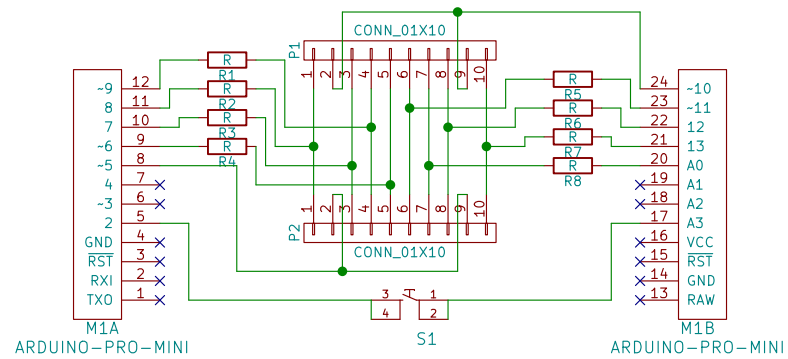 CONN_01X10
P1
1 2 3 4 5 6 7 8 9 10
~9 12
8 11
7 10
~6 9
~5 8
4 7
~3 6
2 5
GND 4
RST 3
RXI 2
TXO 1
M1A
ARDUINO-PRO-MINI
R
R1
R
R2
R
R3
R
R4
R
R5
R
R6
R
R7
R
R8
24 ~10
23 ~11
22 12
21 13
20 A0
19 A1
18 A2
17 A3
16 VCC
15 RST
14 GND
13 RAW
M1B
ARDUINO-PRO-MINI
1 2 3 4 5 6 7 8 9 10
P2
CONN_01X10
3 1
4 2
S1